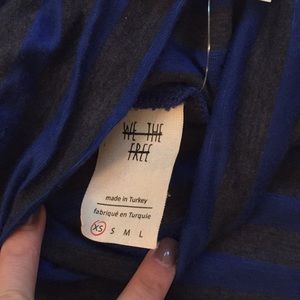 WE THE
FREE
made in Turkey
fabriqué en Turquie
XS S M L